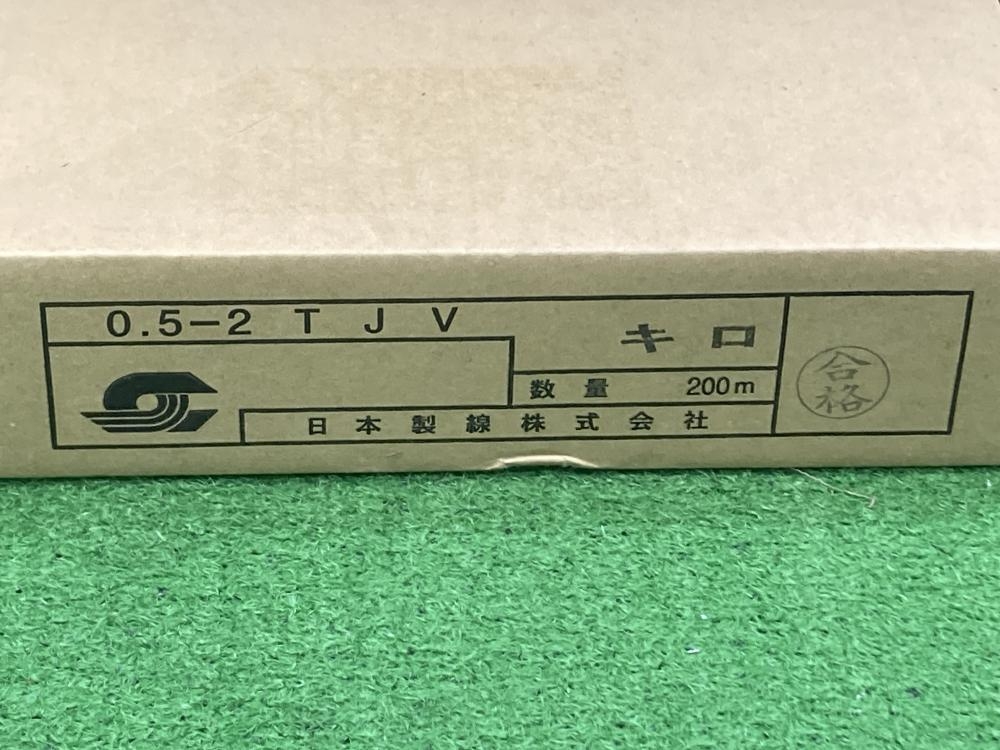 0.5-2 T J V
キロ
数量 200m
日本製線株式会社
合格